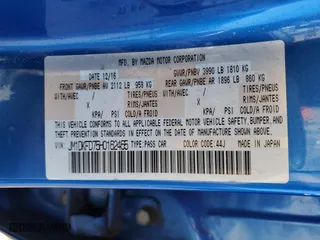 MFD. BY MAZDA MOTOR CORPORATION
DATE 12/16 GVWR/PNBV 3990 LB 1810 KG
FRONT GAWR/PNBE AV 2112 LB 958 KG REAR GAWR/PNBE AR 1896 LB 860 KG
WITH/AVEC / TIRES/PNEUS WITH/AVEC / TIRES/PNEUS
X RIMS/JANTES X RIMS/JANTES
KPA/ PSI/ COLD/A FROID KPA/ PSI/ COLD/A FROID
THIS VEHICLE CONFORMS TO ALL APPLICABLE FEDERAL MOTOR VEHICLE SAFETY, BUMPER, AND THEFT PREVENTION STANDARDS IN EFFECT ON THE DATE OF MANUFACTURE SHOWN ABOVE.
TYPE PASS CAR
COLOR: 44J MADE IN JAPAN